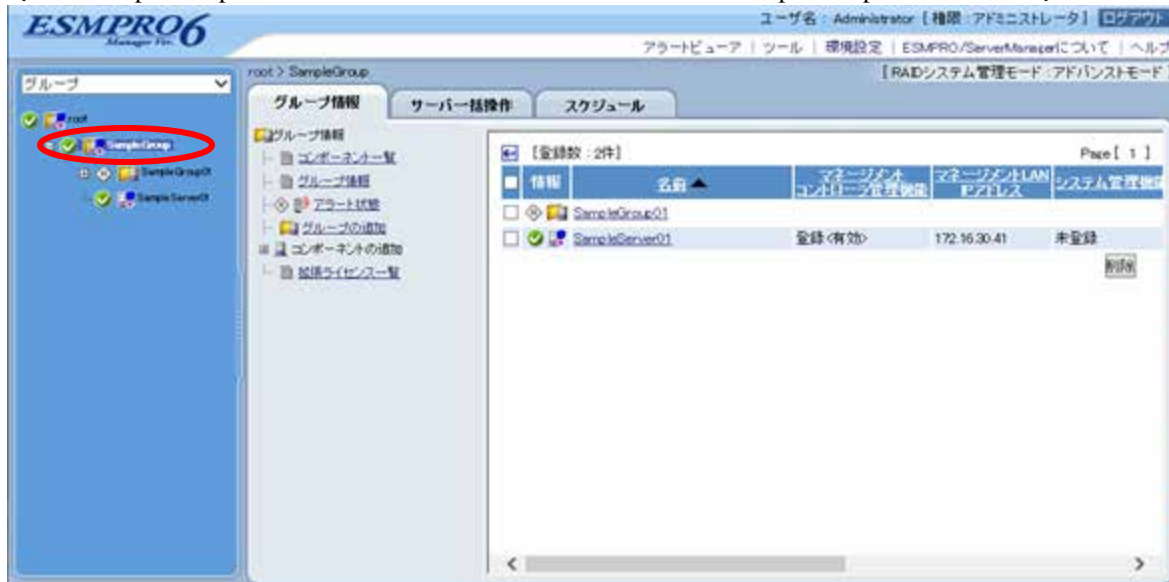 ESMPRO6
Manager Ver. 6
ユーザ名 : Administrator [ 権限 : アドミニストレータ ] ログアウト
アラートビューア | ツール | 環境設定 | ESMPRO/ServerManagerについて | ヘルプ
グループ
root
SampleGroup
SampleGroup01
SampleServer01
root > SampleGroup
[ RAIDシステム管理モード : アドバンストモード
グループ情報
サーバ一括操作
スケジュール
グループ情報
コンポーネント一覧
グループ情報
アラート状態
グループの追加
コンポーネントの追加
拡張ライセンス一覧
[登録数 : 2件]
Page[ 1 ]
情報 名前▲ マネージメントコントローラ管理機能 マネージメントLAN IPアドレス システム管理機能
SampleGroup01
SampleServer01 登録<有効> 172.16.30.41 未登録
削除